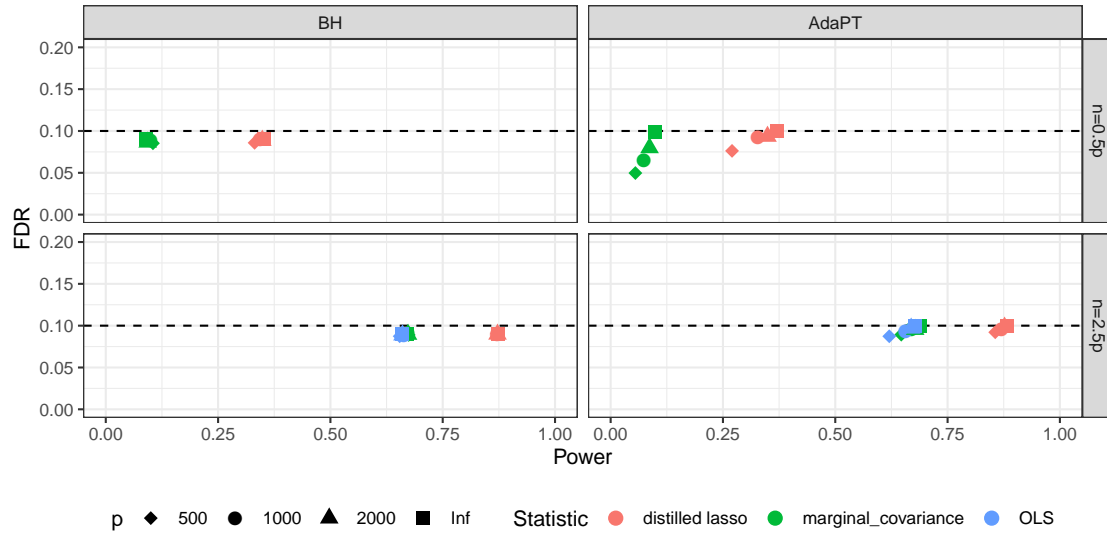 BH
AdaPT
0.20
0.15
0.10
0.05
0.00
n=0.5p
0.20
0.15
0.10
0.05
0.00
n=2.5p
FDR
0.00 0.25 0.50 0.75 1.00
0.00 0.25 0.50 0.75 1.00
Power
p 500 1000 2000 Inf Statistic distilled lasso marginal_covariance OLS